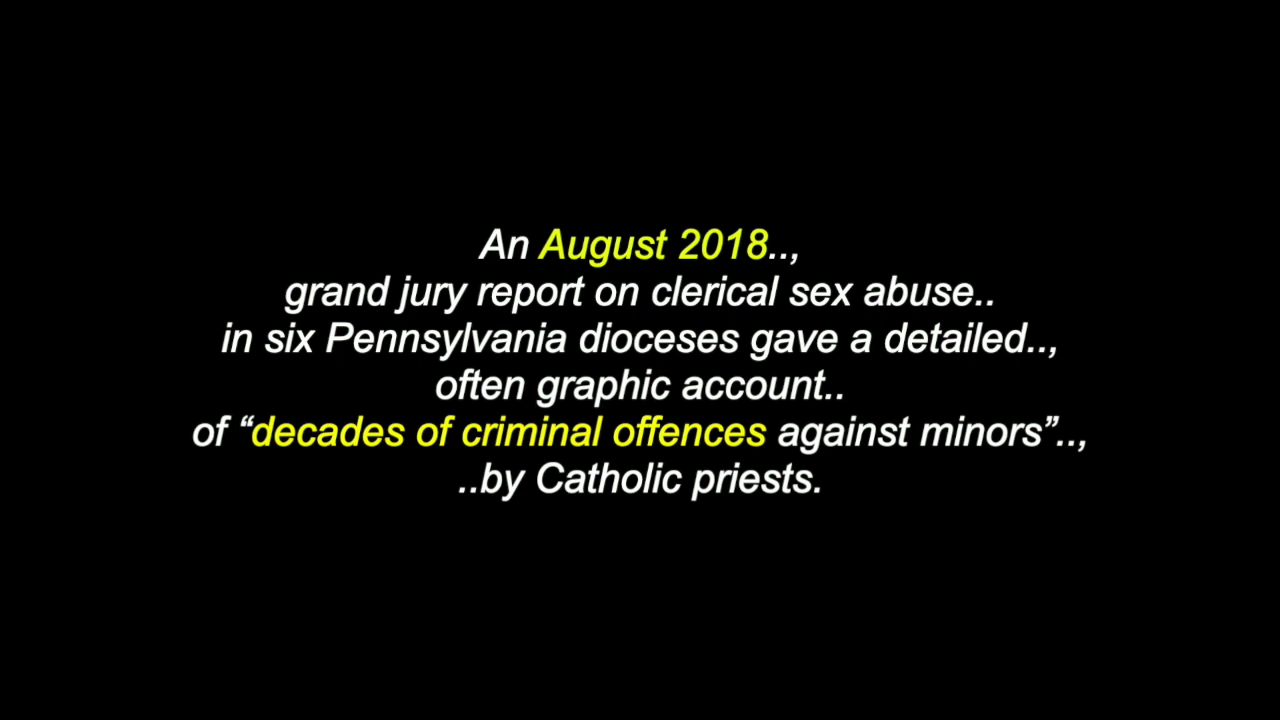 An August 2018..,
grand jury report on clerical sex abuse..
in six Pennsylvania dioceses gave a detailed..,
often graphic account..
of “decades of criminal offences against minors”..,
..by Catholic priests.